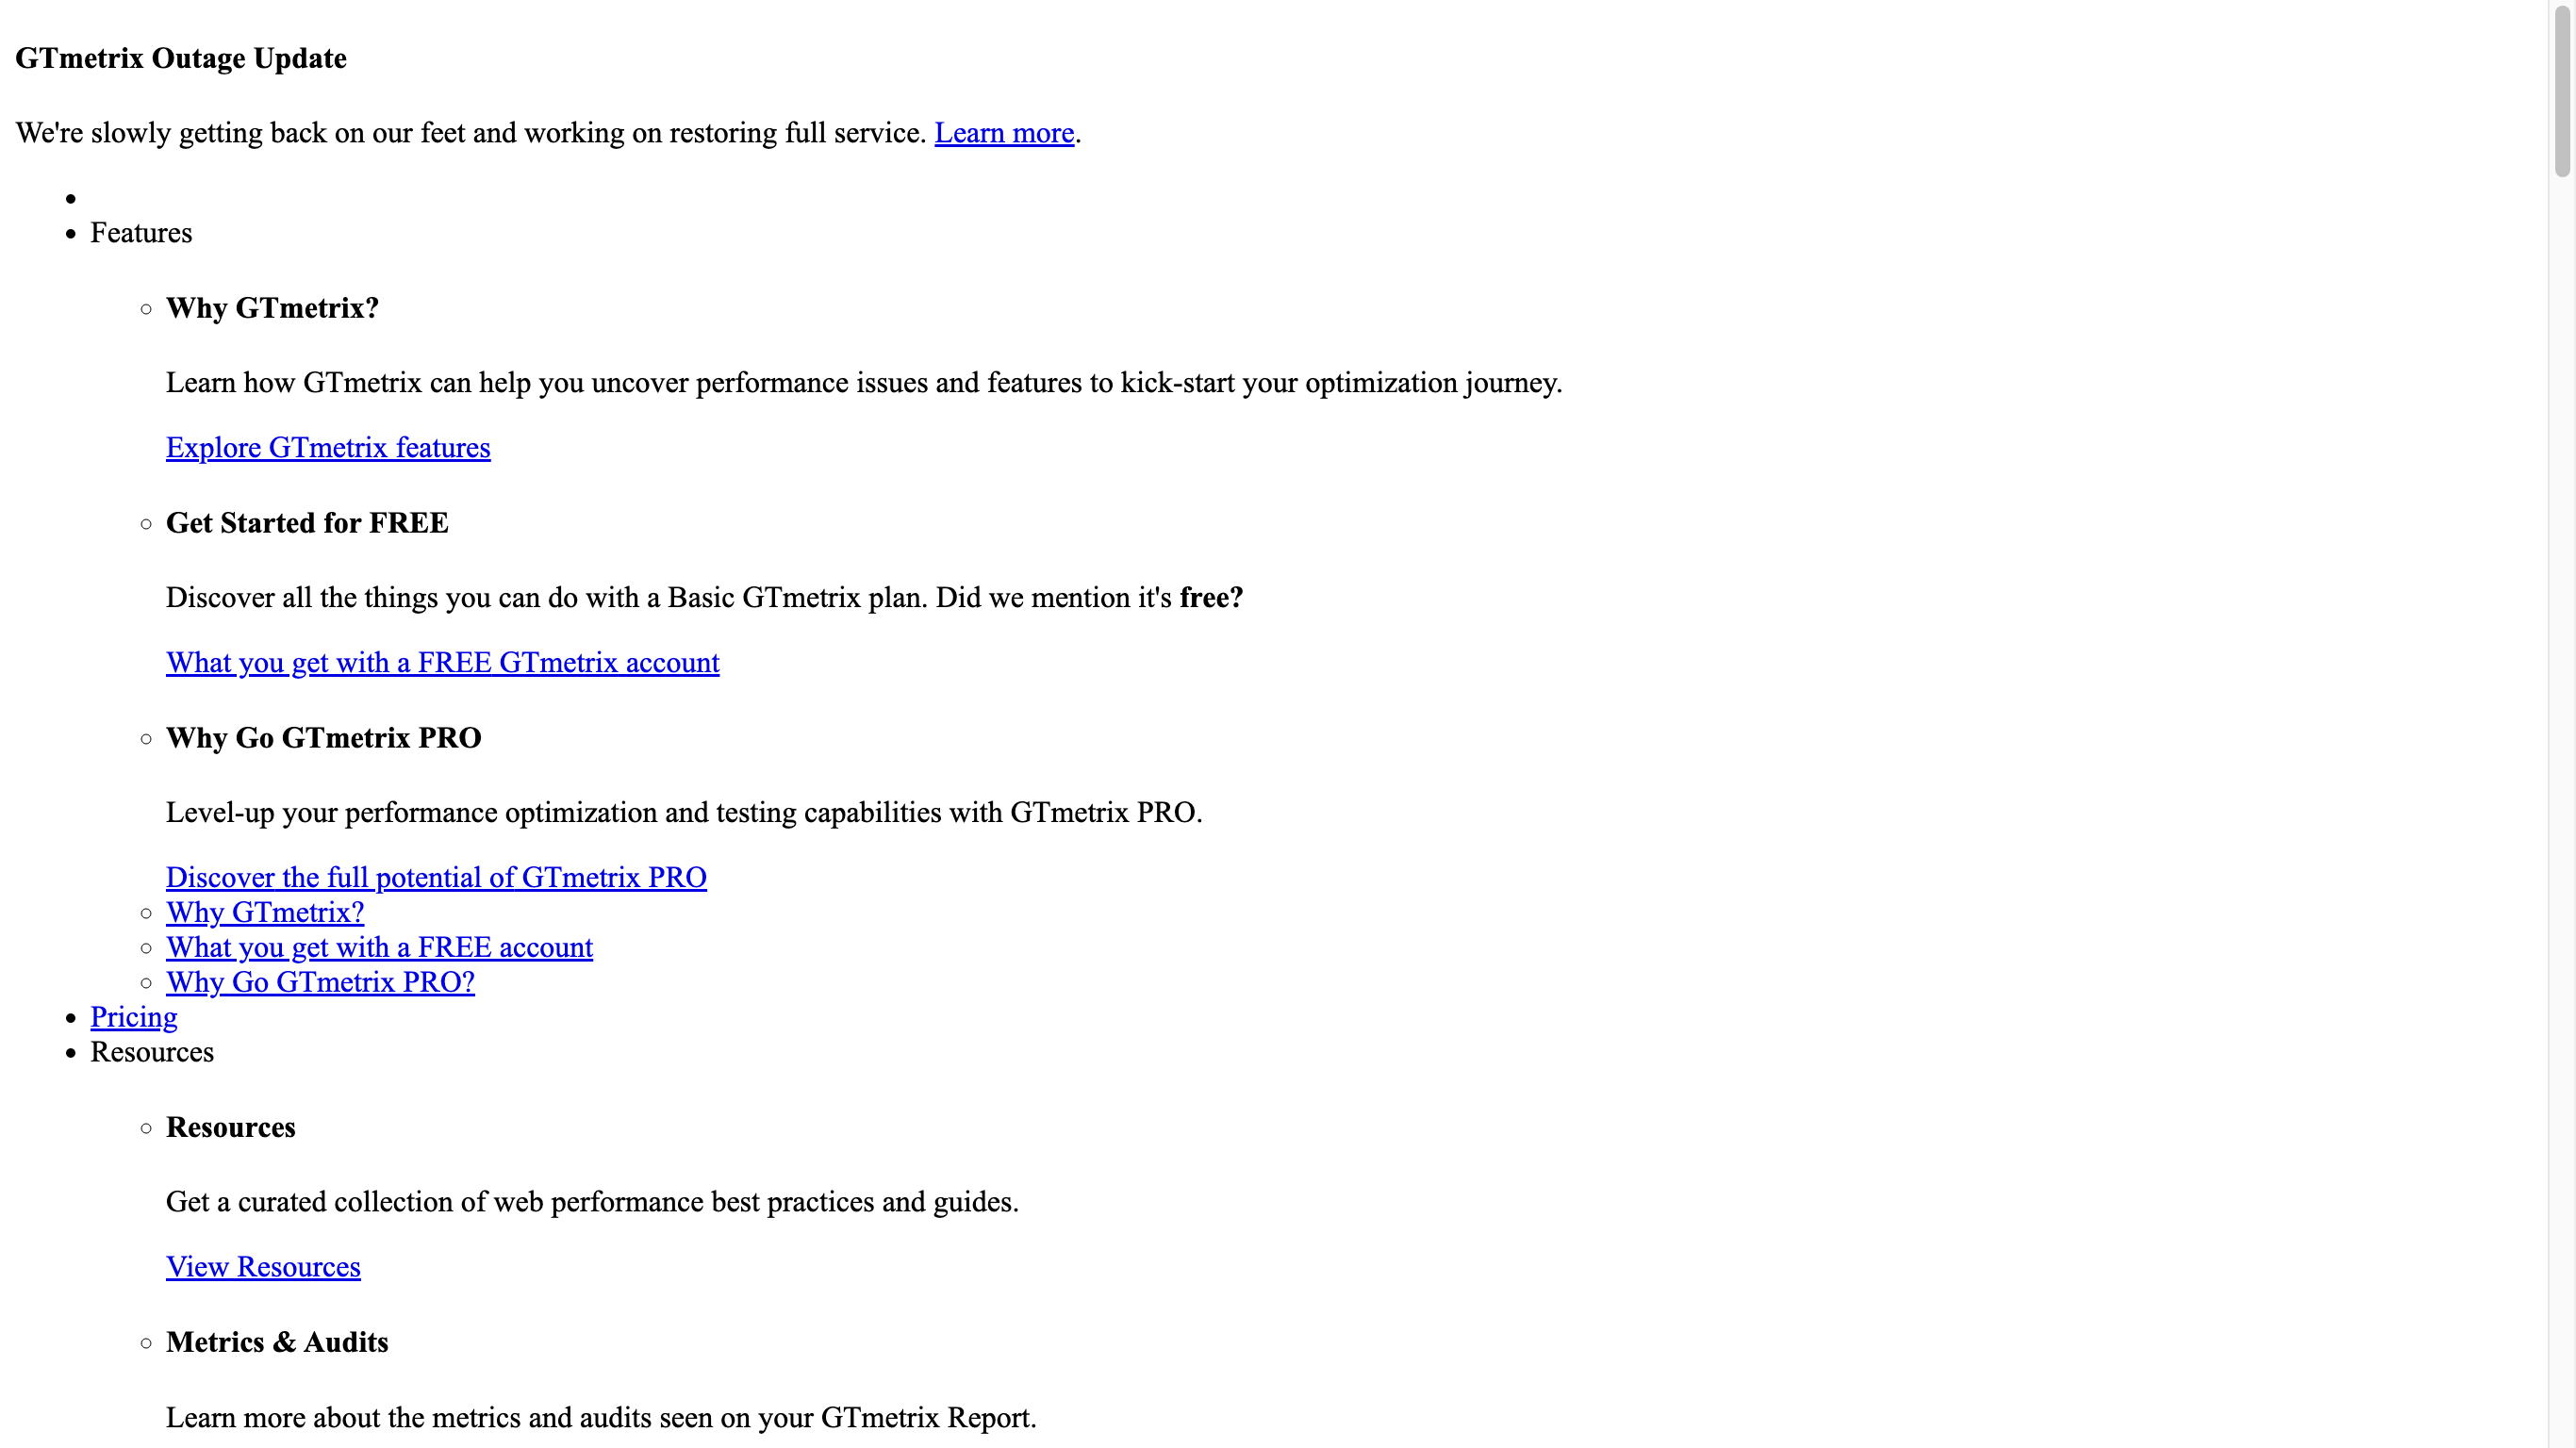 GTmetrix Outage Update
We're slowly getting back on our feet and working on restoring full service. Learn more.
Features
Why GTmetrix?
Learn how GTmetrix can help you uncover performance issues and features to kick-start your optimization journey.
Explore GTmetrix features
Get Started for FREE
Discover all the things you can do with a Basic GTmetrix plan. Did we mention it's free?
What you get with a FREE GTmetrix account
Why Go GTmetrix PRO
Level-up your performance optimization and testing capabilities with GTmetrix PRO.
Discover the full potential of GTmetrix PRO
Why GTmetrix?
What you get with a FREE account
Why Go GTmetrix PRO?
Pricing
Resources
Resources
Get a curated collection of web performance best practices and guides.
View Resources
Metrics & Audits
Learn more about the metrics and audits seen on your GTmetrix Report.